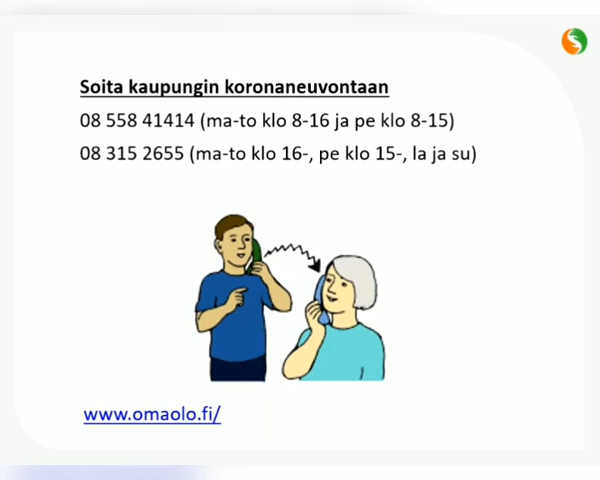 Soita kaupungin koronaneuvontaan
08 558 41414 (ma-to klo 8-16 ja pe klo 8-15)
08 315 2655 (ma-to klo 16-, pe klo 15-, la ja su)
www.omaolo.fi/